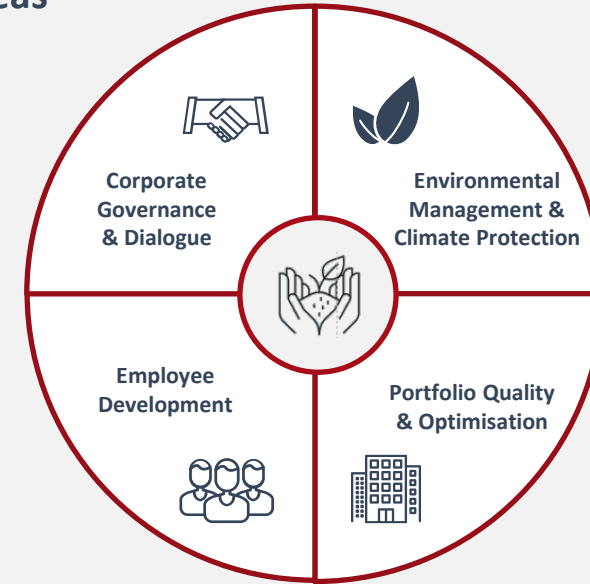 Corporate
Governance
& Dialogue
Environmental
Management &
Climate Protection
Employee
Development
Portfolio Quality
& Optimisation